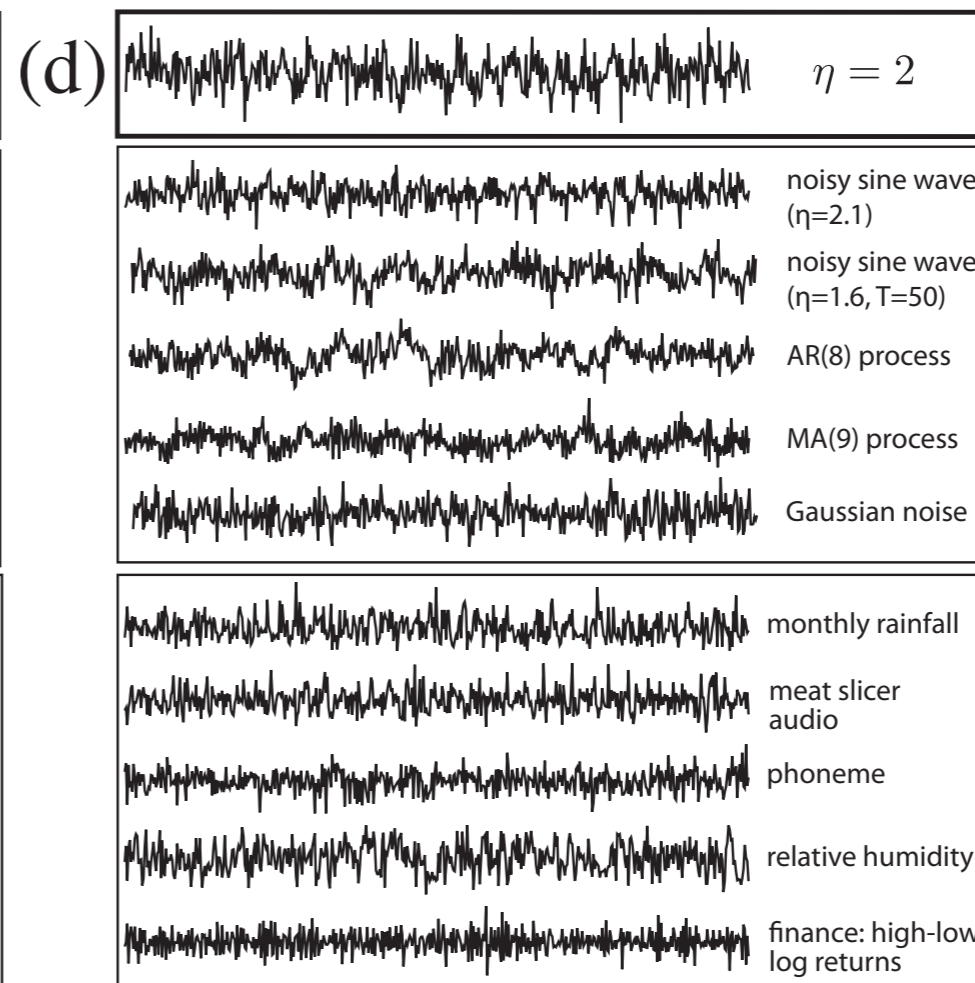 (d)
η = 2
noisy sine wave
(η=2.1)
noisy sine wave
(η=1.6, T=50)
AR(8) process
MA(9) process
Gaussian noise
monthly rainfall
meat slicer
audio
phoneme
relative humidity
finance: high-low
log returns